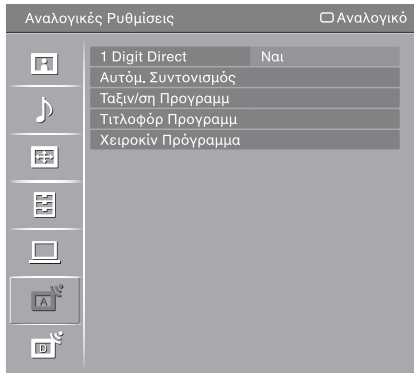 Αναλογικές Ρυθμίσεις Αναλογικό
1 Digit Direct Ναι
Αυτόμ. Συντονισμός
Ταξιν/ση Προγραμμ
Τιτλοφόρ Προγραμμ
Χειροκίν Πρόγραμμα
A
D